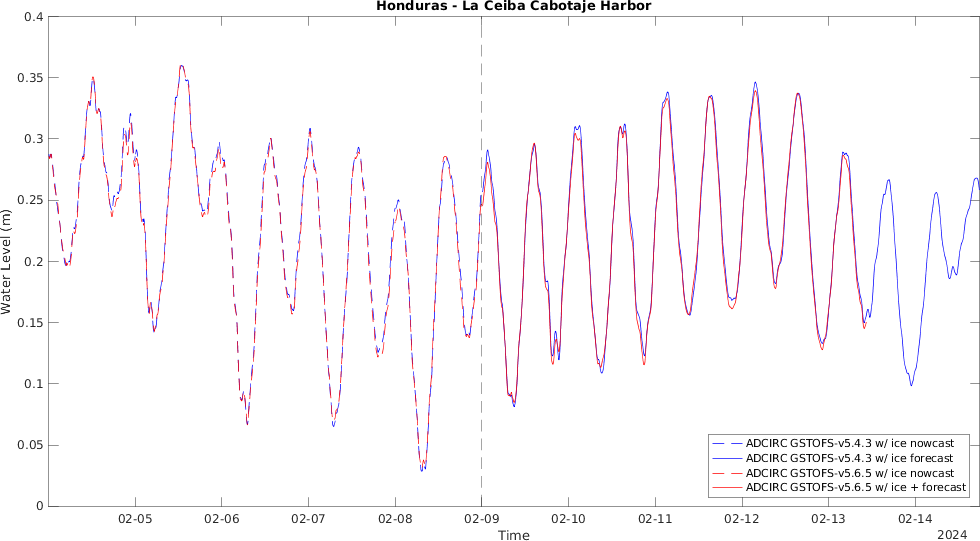 Honduras - La Ceiba Cabotaje Harbor
0.4
0.35
0.3
0.25
0.2
0.15
0.1
0.05
0
Water Level (m)
02-05 02-06 02-07 02-08 02-09 02-10 02-11 02-12 02-13 02-14
Time
2024
ADCIRC GSTOFS-v5.4.3 w/ ice nowcast
ADCIRC GSTOFS-v5.4.3 w/ ice forecast
ADCIRC GSTOFS-v5.6.5 w/ ice nowcast
ADCIRC GSTOFS-v5.6.5 w/ ice + forecast